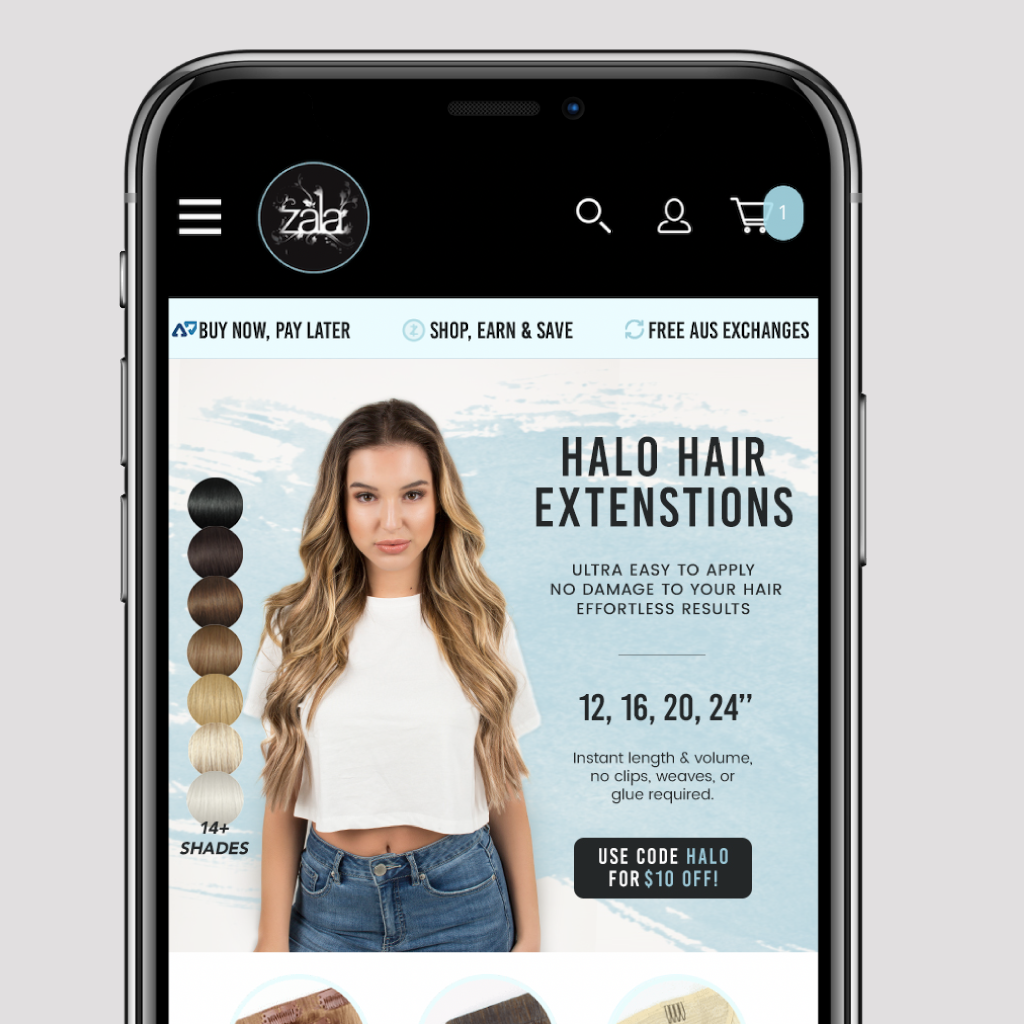 zala
1
BUY NOW, PAY LATER
Z
SHOP, EARN & SAVE
FREE AUS EXCHANGES
HALO HAIR
EXTENSTIONS
ULTRA EASY TO APPLY
NO DAMAGE TO YOUR HAIR
EFFORTLESS RESULTS
12, 16, 20, 24”
Instant length & volume,
no clips, weaves, or
glue required.
14+
SHADES
USE CODE HALO
FOR $10 OFF!